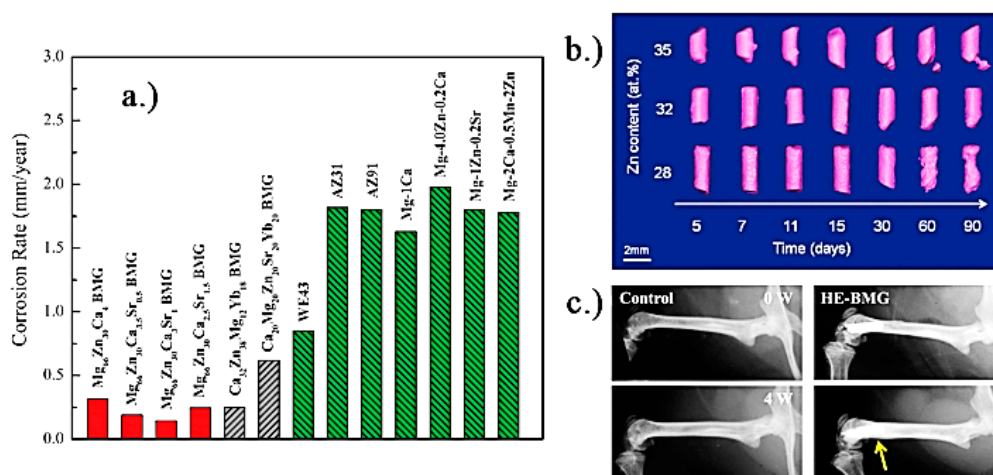 a.)
Corrosion Rate (mm/year)
3.0
2.5
2.0
1.5
1.0
0.5
0.0
Mg₆₆Zn₃₀Ca₄ BMG
Mg₆₆Zn₃₀Ca₃.₅Sr₀.₅ BMG
Mg₆₆Zn₃₀Ca₃Sr₁ BMG
Mg₆₆Zn₃₀Ca₂.₅Sr₁.₅ BMG
Ca₃₂Zn₃₈Mg₁₂Yb₁₈ BMG
Ca₂₀Mg₂₀Zn₂₀Sr₂₀Yb₂₀ BMG
WE43
AZ31
AZ91
Mg-1Ca
Mg-4.0Zn-0.2Ca
Mg-1Zn-0.2Sr
Mg-2Ca-0.5Mn-2Zn
b.)
Zn content (at.%)
35
32
28
5 7 11 15 30 60 90
2mm
Time (days)
c.)
Control 0 W HE-BMG
4 W